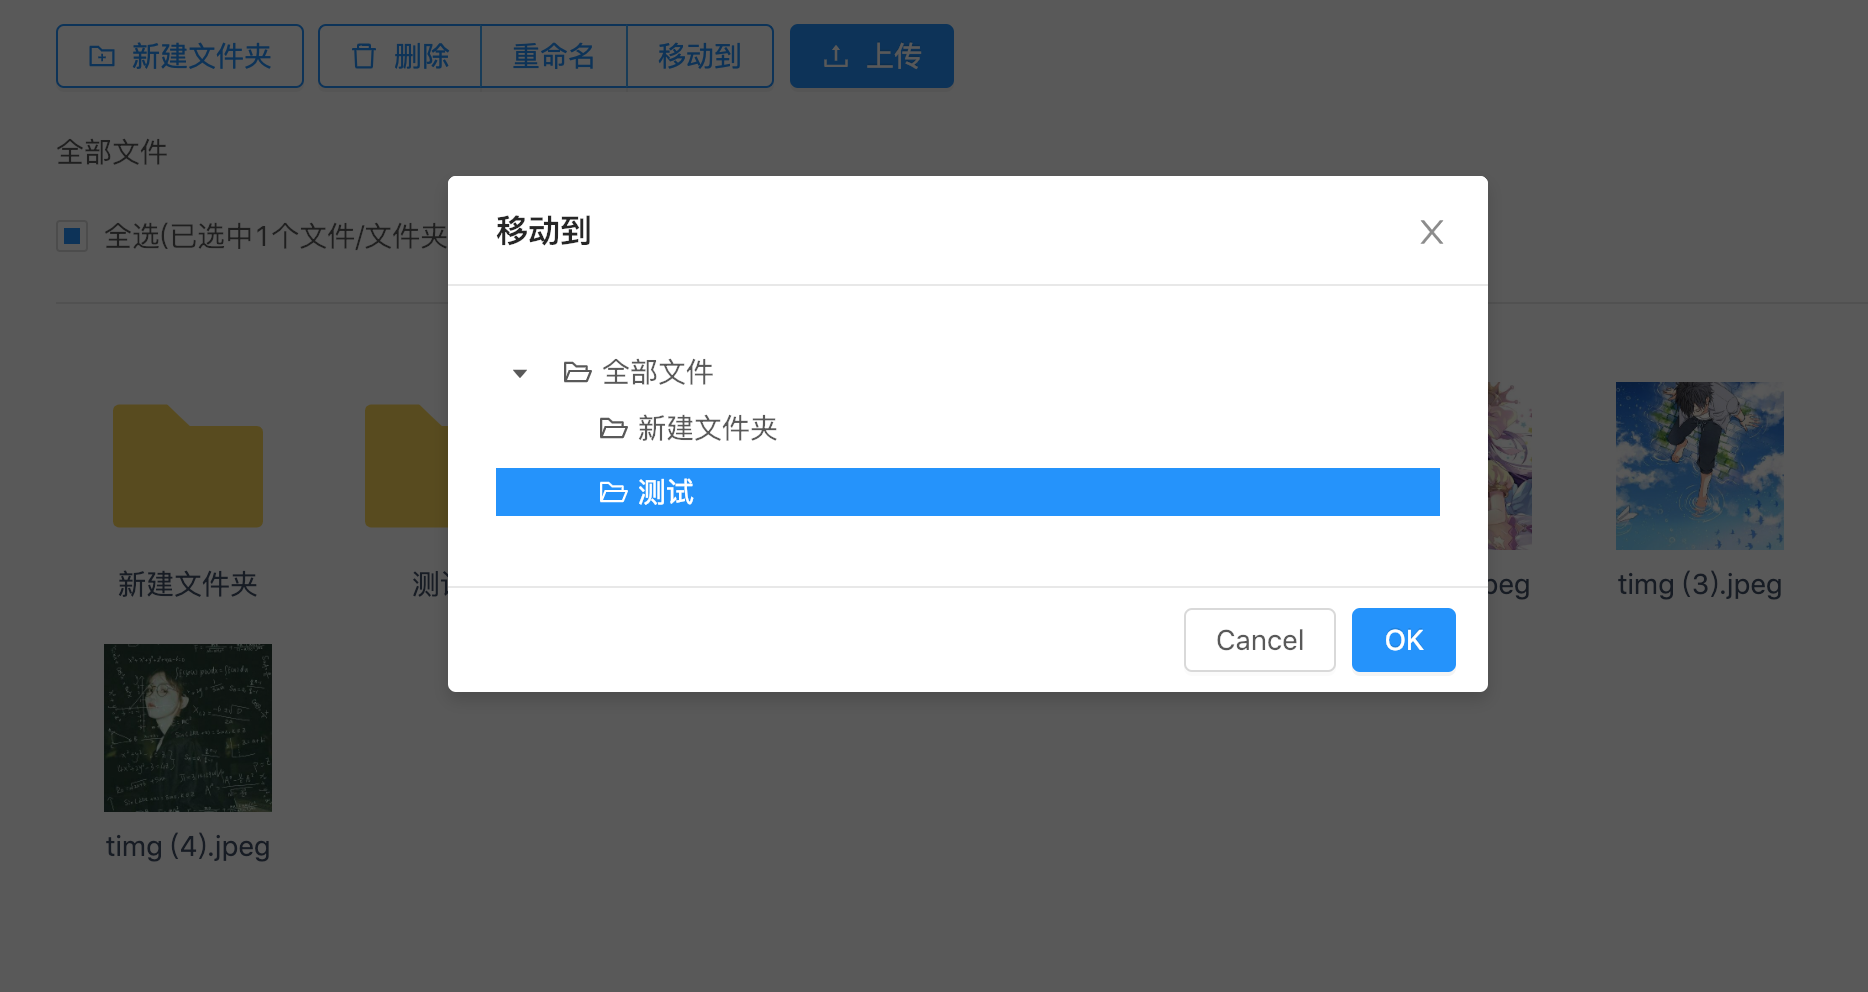 新建文件夹 删除 重命名 移动到 上传
全部文件
全选(已选中1个文件/文件夹
移动到
全部文件
新建文件夹
测试
Cancel OK
新建文件夹 测 peg timg (3).jpeg
timg (4).jpeg